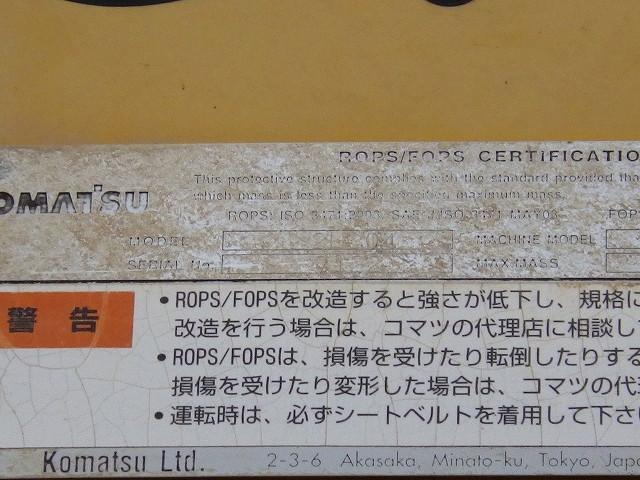 ROPS/FOPS CERTIFICATIO
This protective structure complies with the standard provided tha
which mass is less than the specified maximum mass.
OMATSU
ROPS: ISO 3471:2008, SAE J/ISO 3471 MAY08 FOP
MODEL MACHINE MODEL
SERIAL No. MAX.MASS
警告
• ROPS/FOPSを改造すると強さが低下し、規格に
改造を行う場合は、コマツの代理店に相談し
• ROPS/FOPSは、損傷を受けたり転倒したりする
損傷を受けたり変形した場合は、コマツの代
• 運転時は、必ずシートベルトを着用して下さ
Komatsu Ltd. 2-3-6 Akasaka, Minato-ku, Tokyo, Japa